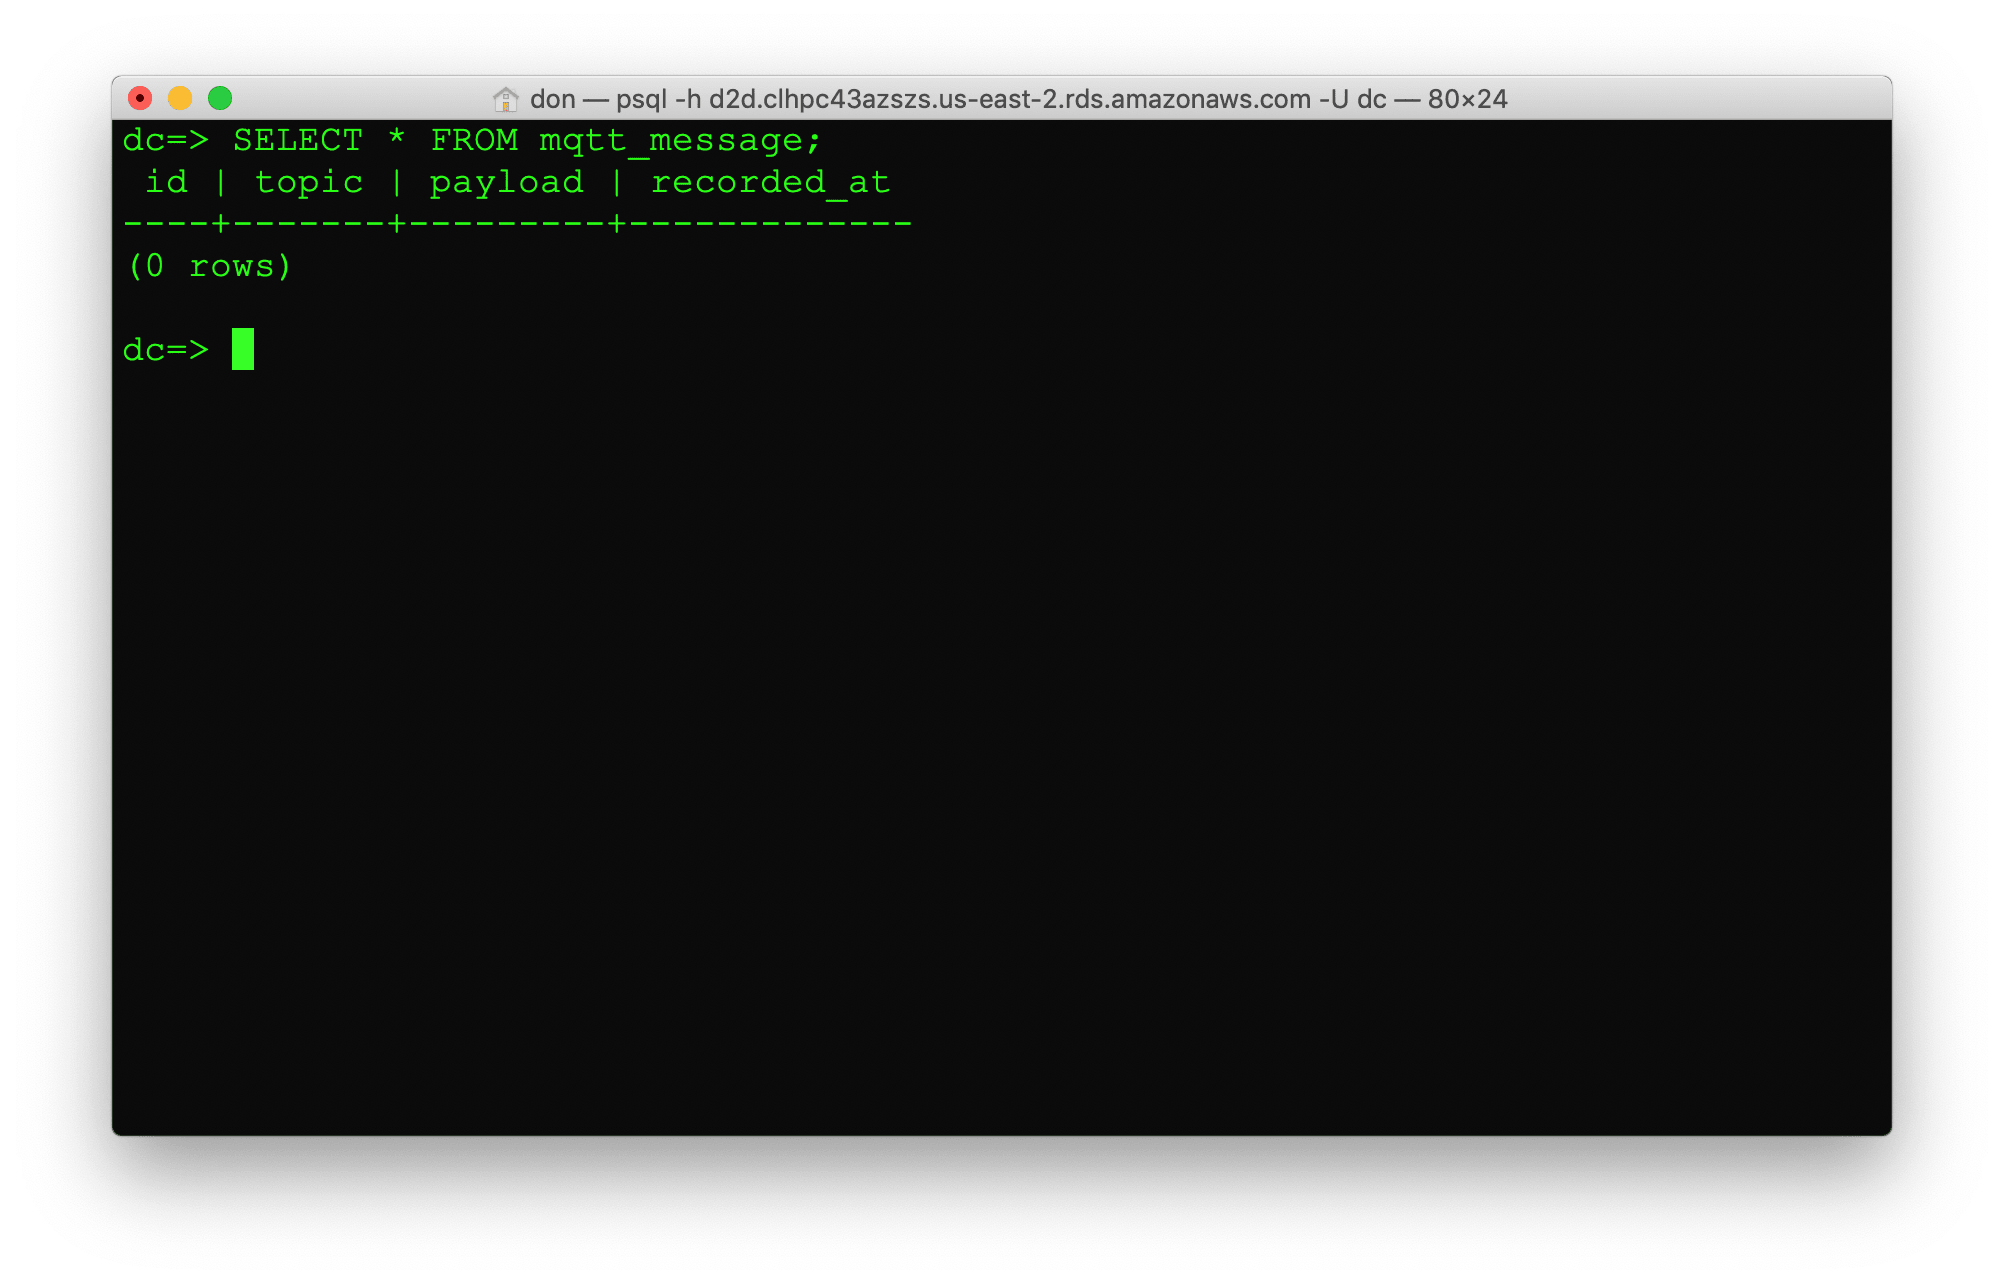 don — psql -h d2d.clhpc43azszs.us-east-2.rds.amazonaws.com -U dc — 80×24
dc=> SELECT * FROM mqtt_message;
 id | topic | payload | recorded_at
----+-------+---------+-------------
(0 rows)
dc=>